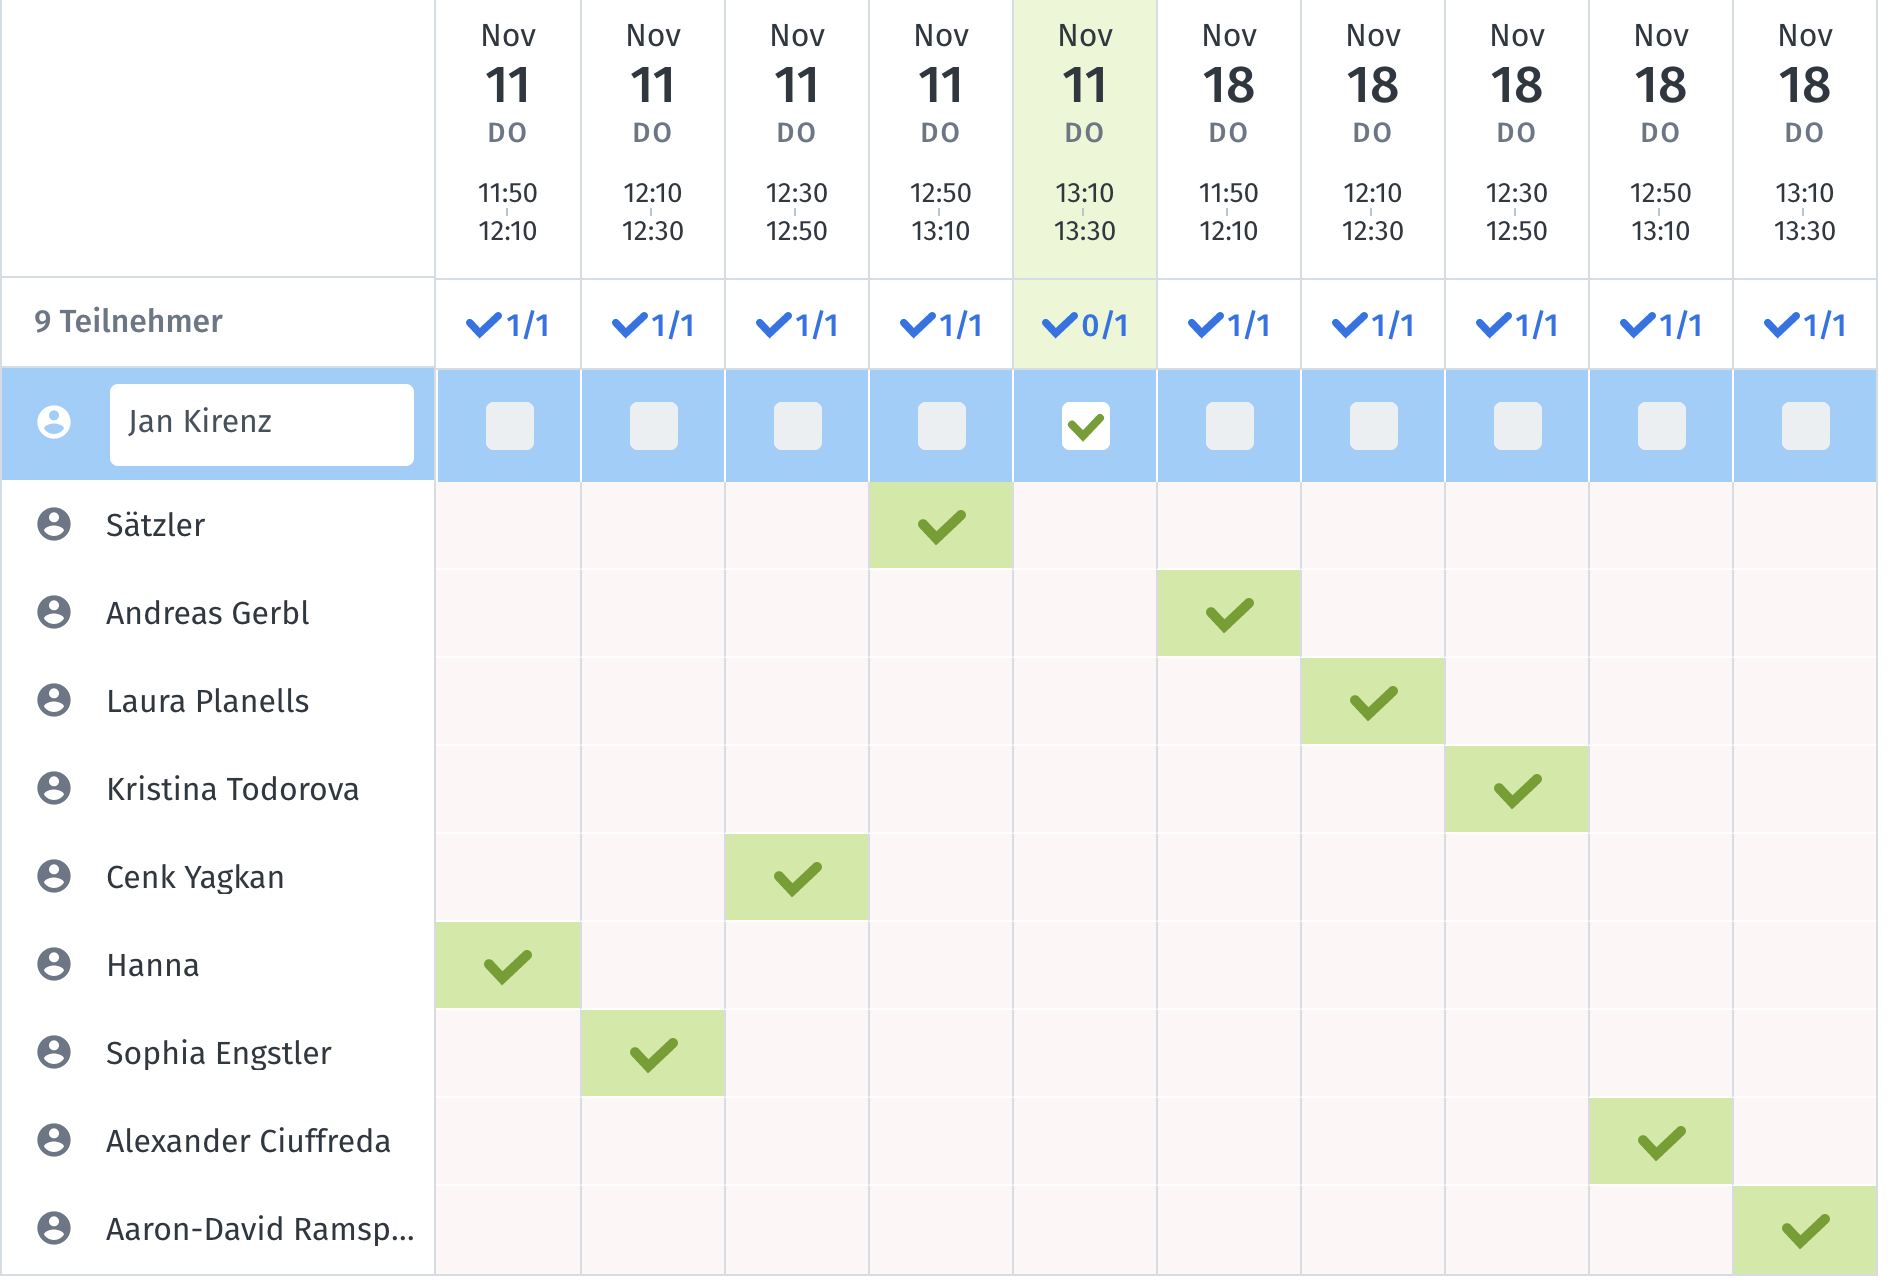 Nov Nov Nov Nov Nov Nov Nov Nov Nov Nov
11 11 11 11 11 18 18 18 18 18
DO DO DO DO DO DO DO DO DO DO
11:50 12:10 12:30 12:50 13:10 11:50 12:10 12:30 12:50 13:10
12:10 12:30 12:50 13:10 13:30 12:10 12:30 12:50 13:10 13:30
9 Teilnehmer 1/1 1/1 1/1 1/1 0/1 1/1 1/1 1/1 1/1 1/1
Jan Kirenz
Sätzler
Andreas Gerbl
Laura Planells
Kristina Todorova
Cenk Yagkan
Hanna
Sophia Engstler
Alexander Ciuffreda
Aaron-David Ramsp...